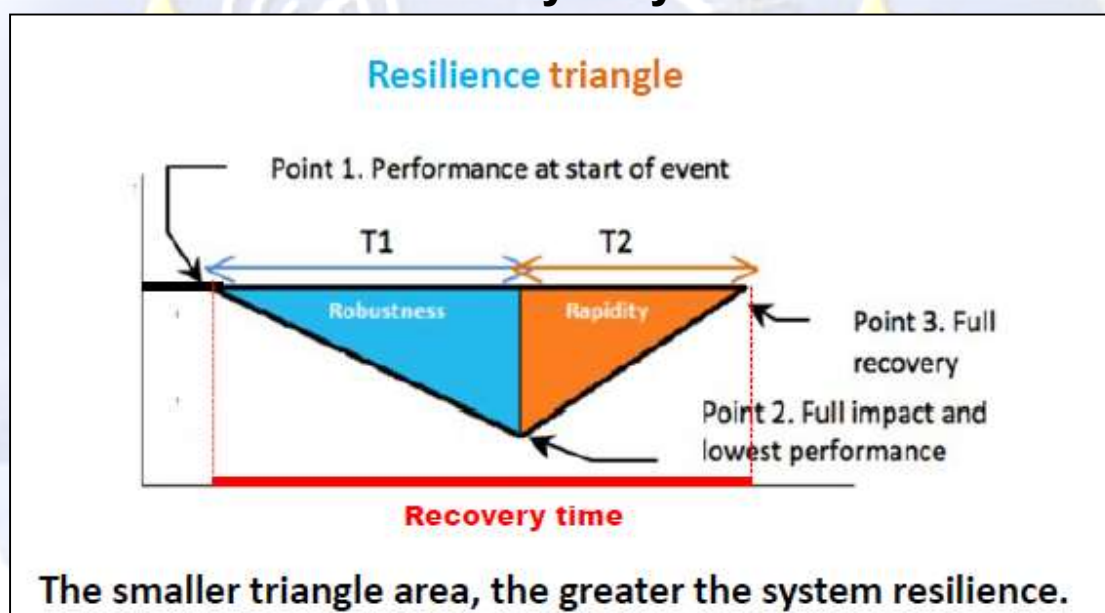 Resilience triangle
Point 1. Performance at start of event
T1
T2
Robustness
Rapidity
Point 3. Full
recovery
Point 2. Full impact and
lowest performance
Recovery time
The smaller triangle area, the greater the system resilience.